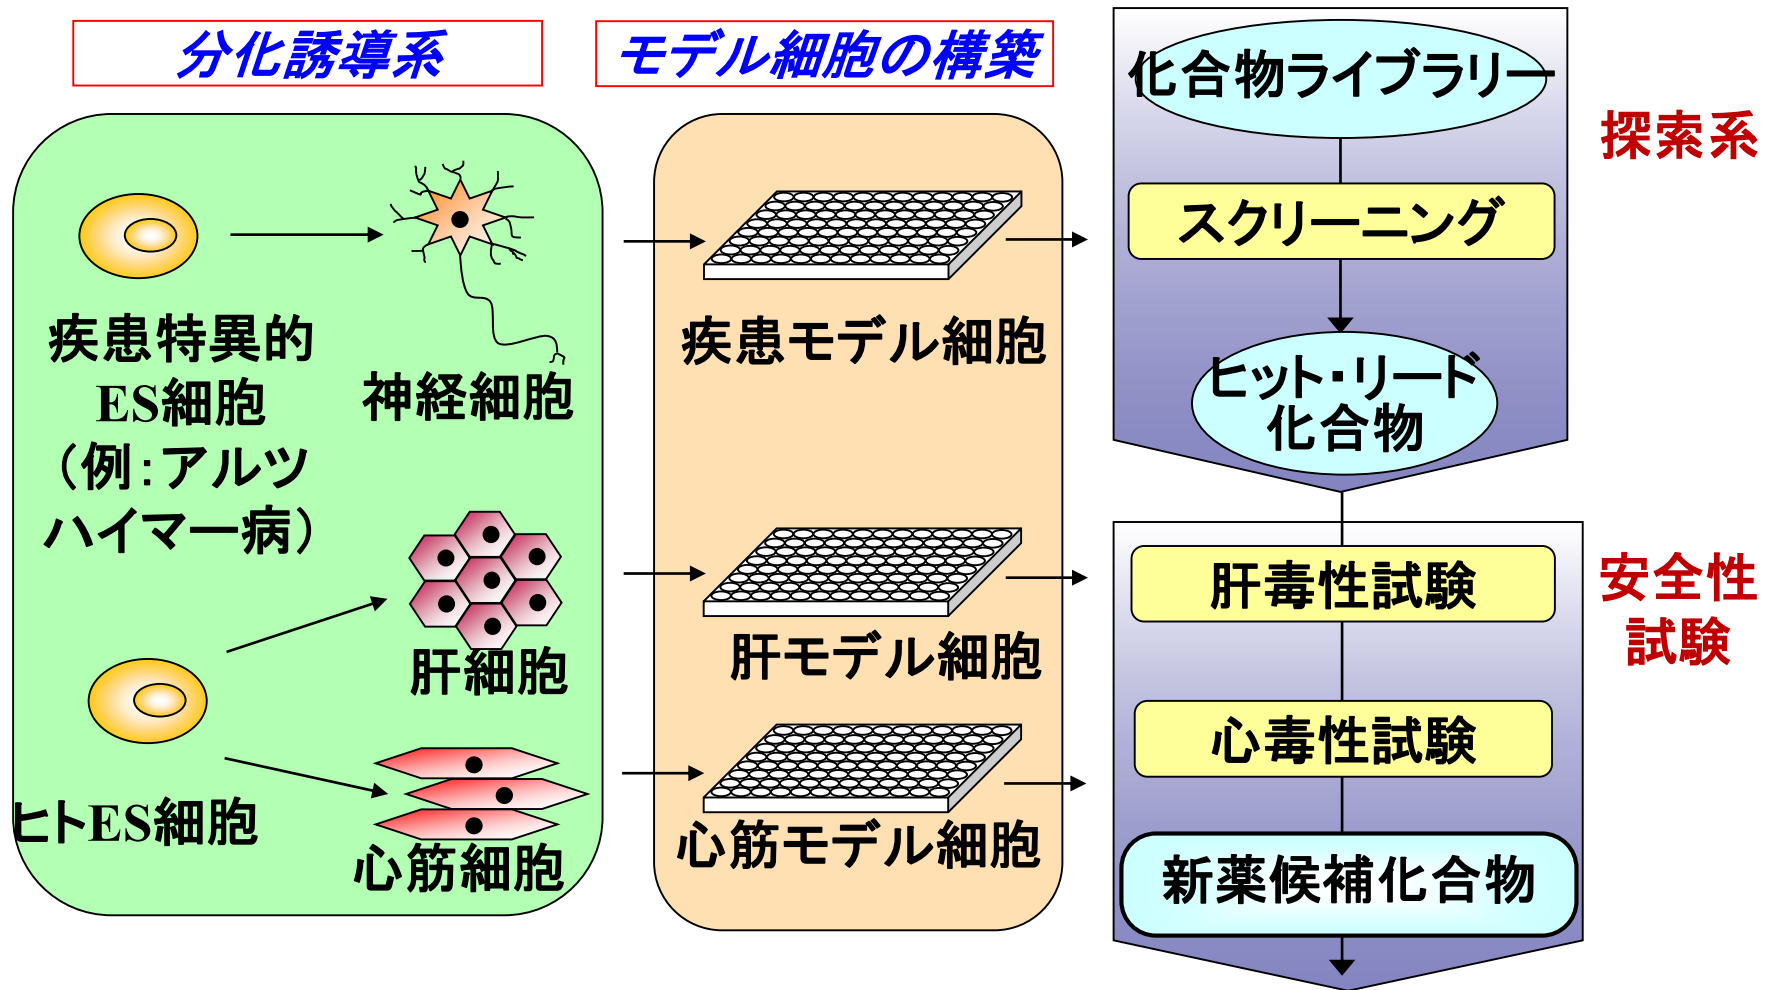 分化誘導系
疾患特異的
ES細胞
（例：アルツ
ハイマー病）
神経細胞
肝細胞
ヒトES細胞
心筋細胞
モデル細胞の構築
疾患モデル細胞
肝モデル細胞
心筋モデル細胞
化合物ライブラリー
スクリーニング
ヒット・リード
化合物
探索系
肝毒性試験
心毒性試験
新薬候補化合物
安全性
試験